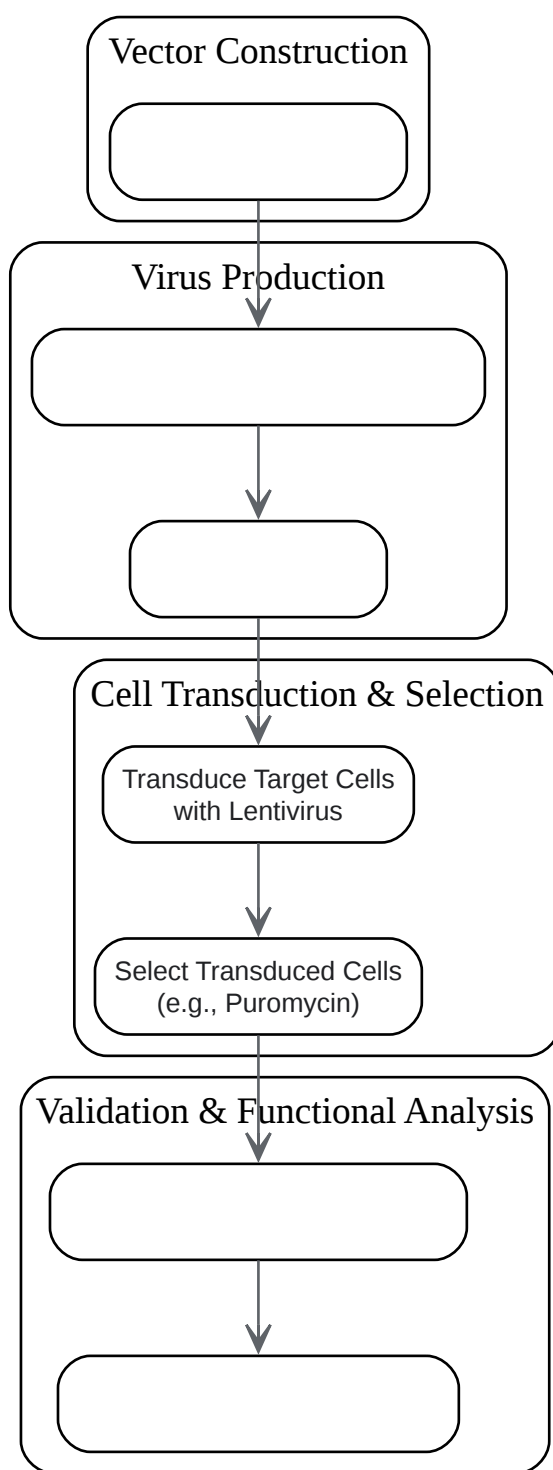 Vector Construction
Virus Production
Cell Transduction & Selection
Transduce Target Cells
with Lentivirus
Select Transduced Cells
(e.g., Puromycin)
Validation & Functional Analysis